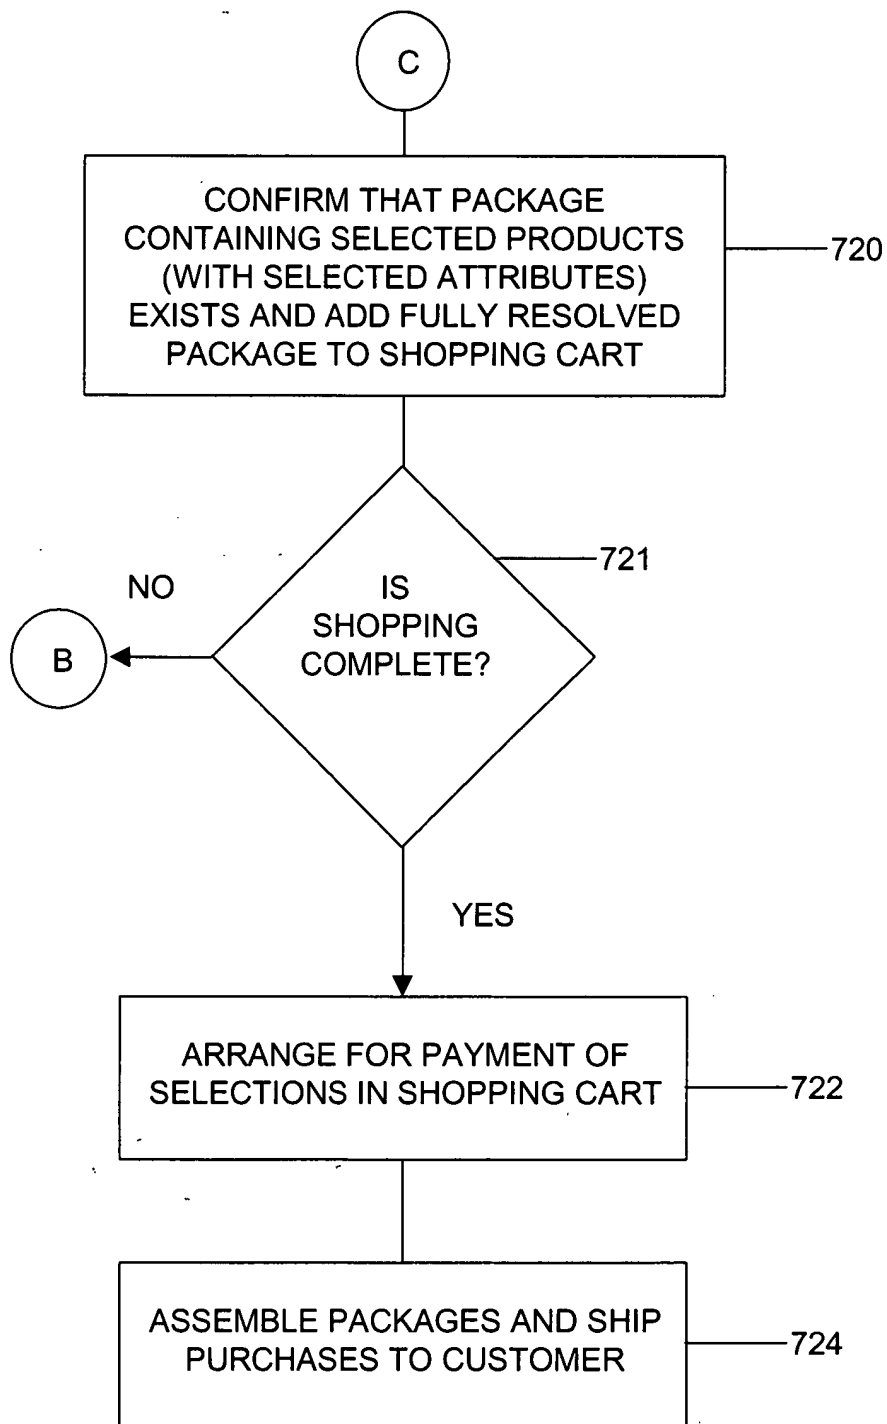 C
CONFIRM THAT PACKAGE
CONTAINING SELECTED PRODUCTS
(WITH SELECTED ATTRIBUTES)
EXISTS AND ADD FULLY RESOLVED
PACKAGE TO SHOPPING CART
720
721
NO
IS
SHOPPING
COMPLETE?
B
YES
ARRANGE FOR PAYMENT OF
SELECTIONS IN SHOPPING CART
722
ASSEMBLE PACKAGES AND SHIP
PURCHASES TO CUSTOMER
724